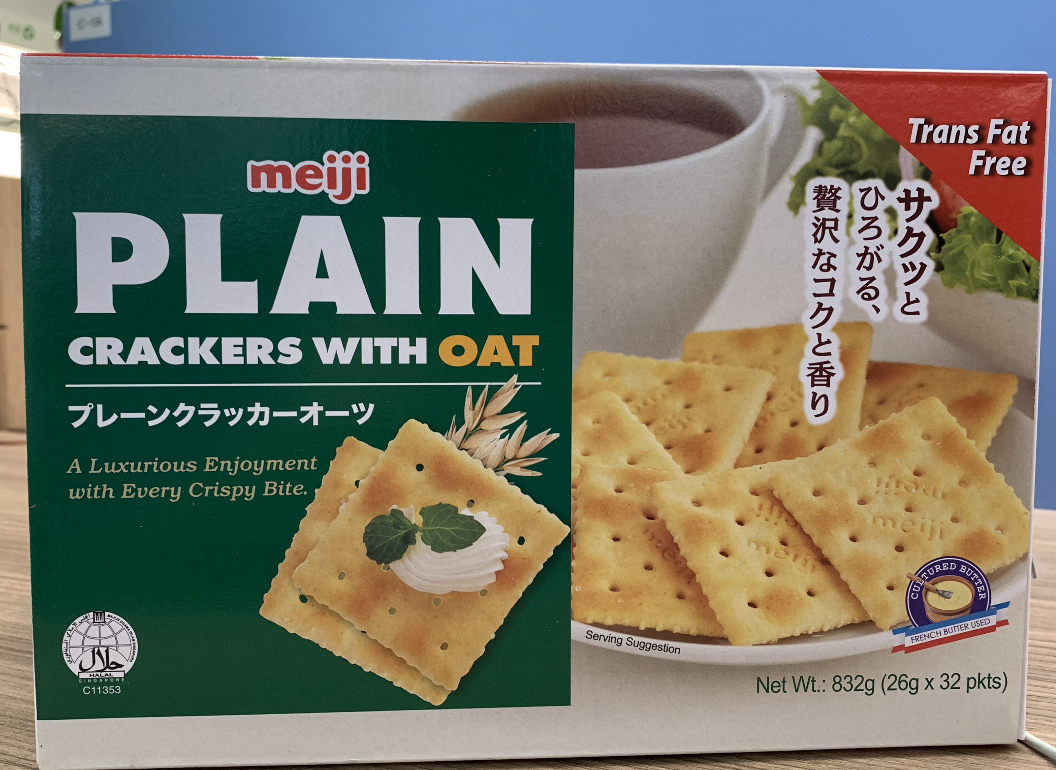 meiji
PLAIN
CRACKERS WITH OAT
プレーンクラッカーオーツ
A Luxurious Enjoyment
with Every Crispy Bite.
حلال
HALAL
SINGAPORE
C11353
Trans Fat
Free
サクッと
ひろがる、
贅沢なコクと香り
meiji
meiji
CULTURED BUTTER
FRENCH BUTTER USED
Serving Suggestion
Net Wt.: 832g (26g x 32 pkts)